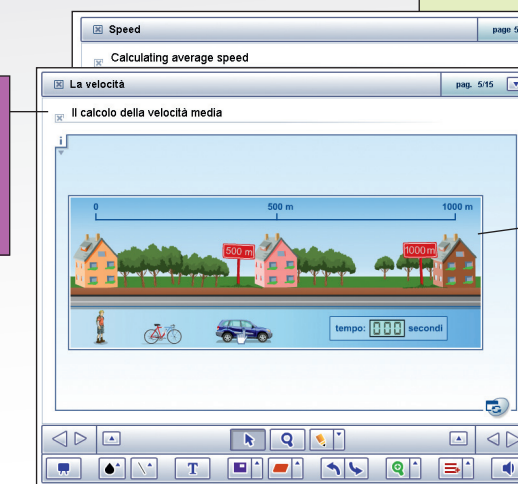 Speed
page 5
Calculating average speed
La velocità
pag. 5/15
Il calcolo della velocità media
i
0
500 m
1000 m
500 m
1000 m
tempo: 000 secondi
T